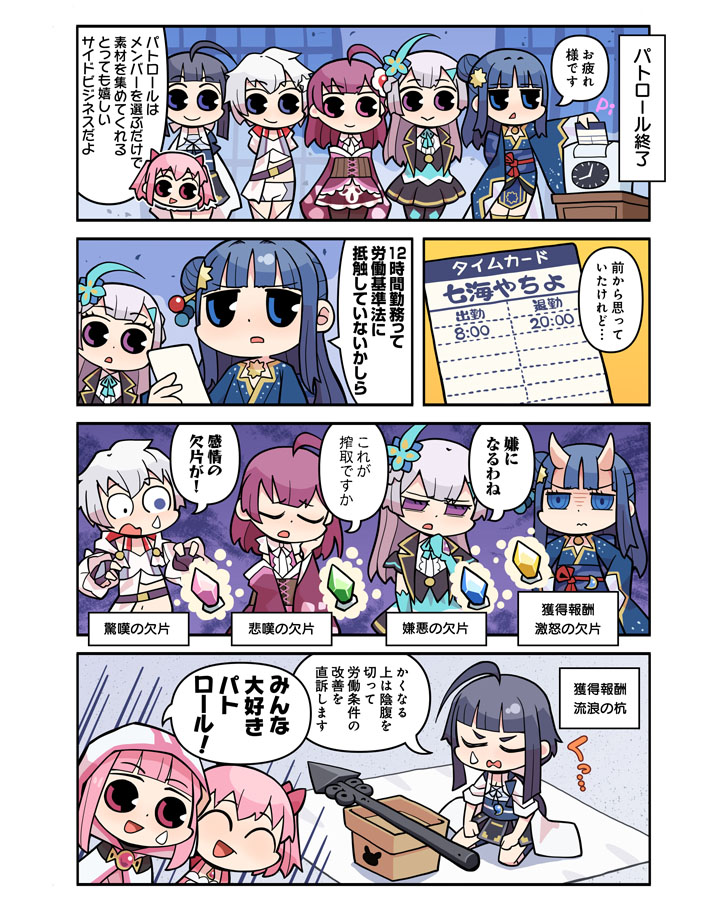 パトロール終了
お疲れ
様です
Pi
パトロールは
メンバーを選ぶだけで
素材を集めてくれる
とっても嬉しい
サイドビジネスだよ
前から思って
いたけれど…
タイムカード
七海やちよ
出勤
8:00
退勤
20:00
12時間勤務って
労働基準法に
抵触していないかしら
獲得報酬
激怒の欠片
嫌に
なるわね
嫌悪の欠片
これが
搾取ですか
悲嘆の欠片
感情の
欠片が!
驚嘆の欠片
獲得報酬
流浪の杭
くっ…
かくなる
上は陰腹を
切って
労働条件の
改善を
直訴します
みんな
大好き
パト
ロール!